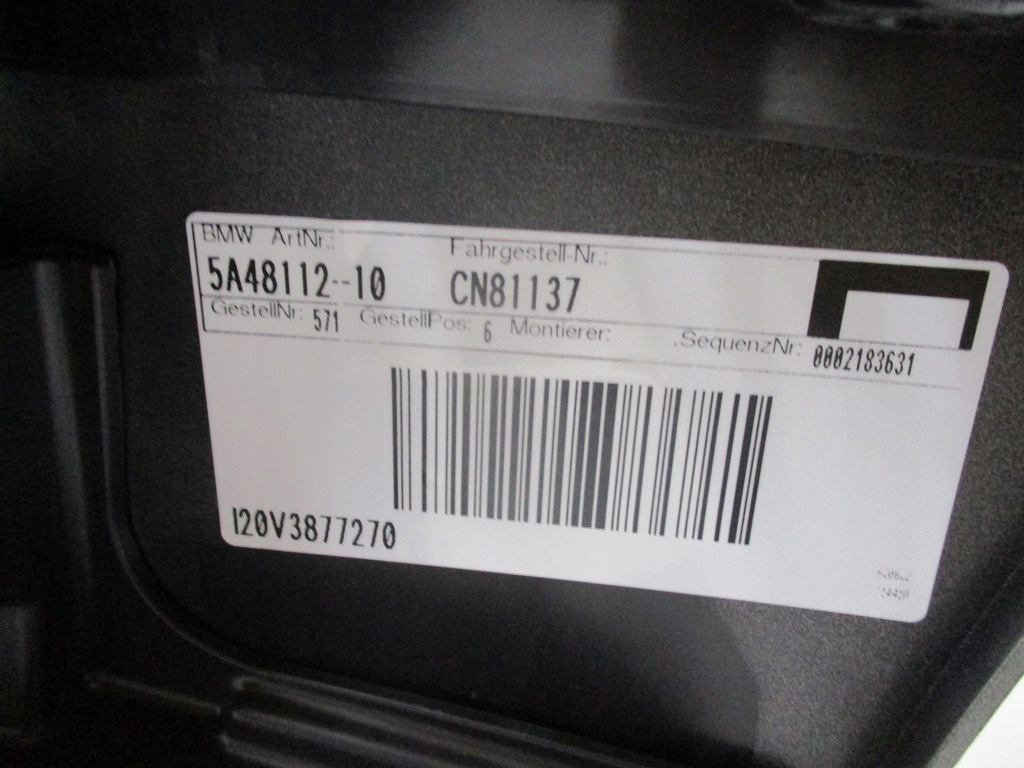 BMW ArtNr.: Fahrgestell-Nr.:
5A48112--10 CN81137
GestellNr: 571 GestellPos: 6 Montierer: .SequenzNr: 0002183631
I20V3877270